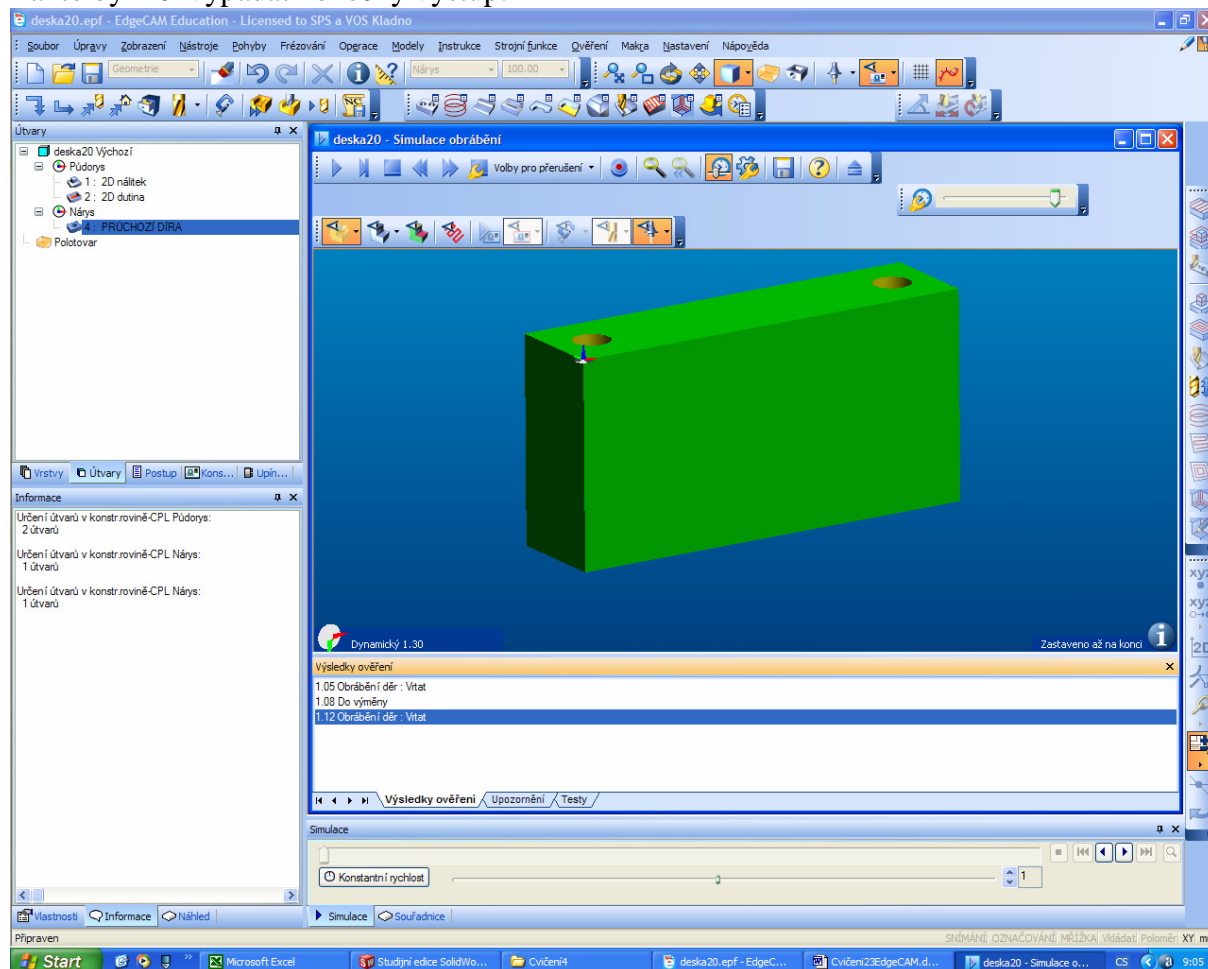 deska20.epf - EdgeCAM Education - Licensed to SPS a VOS Kladno
Soubor Úpravy Zobrazení Nástroje Pohyby Frézování Operace Modely Instrukce Strojní funkce Ověření Makra Nastavení Nápověda
Geometrie Nárys 100.00
Útvary
deska20 Výchozí
Půdorys
1 : 2D nálitek
2 : 2D dutina
Nárys
4 : PRŮCHOZÍ DÍRA
Polotovar
Vrstvy Útvary Postup Kons... Upín...
Informace
Určení útvarů v konstr.rovině-CPL Půdorys:
2 útvarů
Určení útvarů v konstr.rovině-CPL Nárys:
1 útvarů
Určení útvarů v konstr.rovině-CPL Nárys:
1 útvarů
Vlastnosti Informace Náhled
deska20 - Simulace obrábění
Volby pro přerušení
Dynamický 1.30
Zastaveno až na konci
Výsledky ověření
1.05 Obrábění děr : Vrtat
1.08 Do výměny
1.12 Obrábění děr : Vrtat
Výsledky ověření Upozornění Testy
Simulace
Konstantní rychlost
1
Simulace Souřadnice
Připraven
SNÍMÁNÍ OZNAČOVÁNÍ MŘÍŽKA Vkládat Poloměr XY
Start Microsoft Excel Studijní edice SolidWo... Cvičení4 deska20.epf - EdgeC... Cvičení23EdgeCAM.d... deska20 - Simulace o... CS 9:05